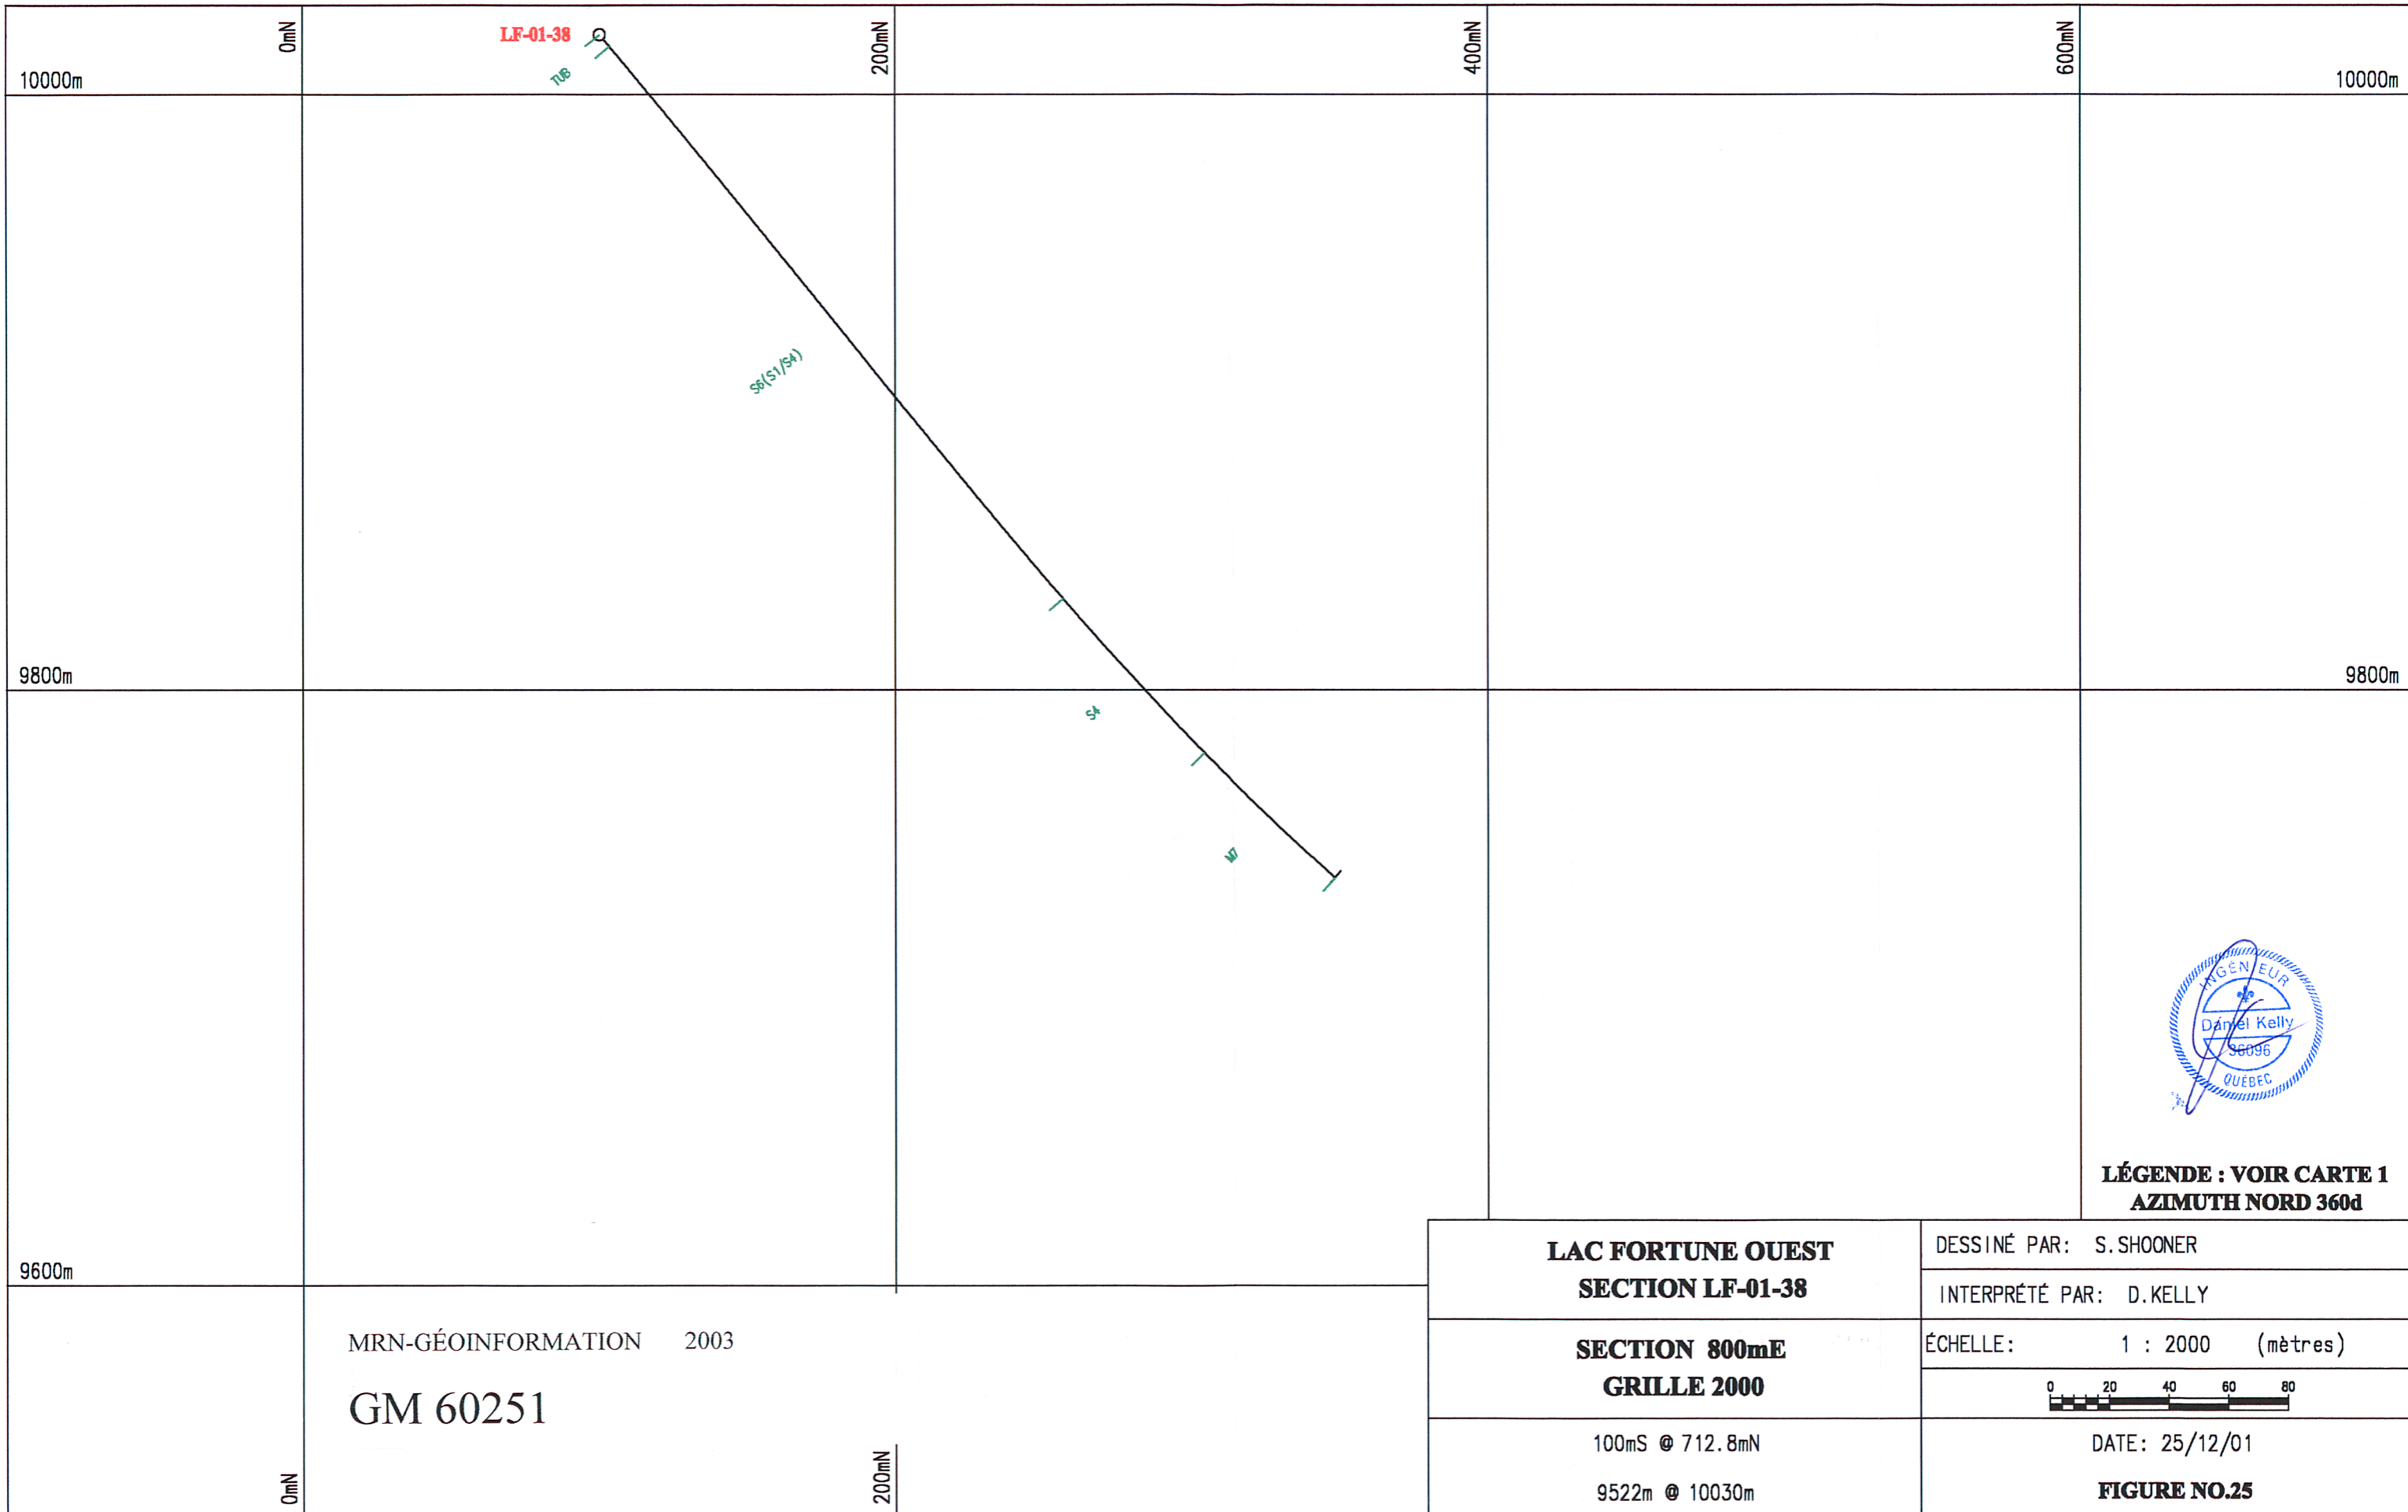 0mN
200mN
400mN
600mN
LF-01-38
TUB
10000m
10000m
S6(S1/S4)
9800m
9800m
S4
M7
INGÉNIEUR
Daniel Kelly
36096
QUÉBEC
LÉGENDE : VOIR CARTE 1
AZIMUTH NORD 360d
9600m
LAC FORTUNE OUEST
SECTION LF-01-38
SECTION 800mE
GRILLE 2000
100mS @ 712.8mN
9522m @ 10030m
DESSINÉ PAR: S.SHOONER
INTERPRÉTÉ PAR: D.KELLY
ÉCHELLE: 1 : 2000 (mètres)
0 20 40 60 80
DATE: 25/12/01
FIGURE NO.25
MRN-GÉOINFORMATION 2003
GM 60251
0mN
200mN